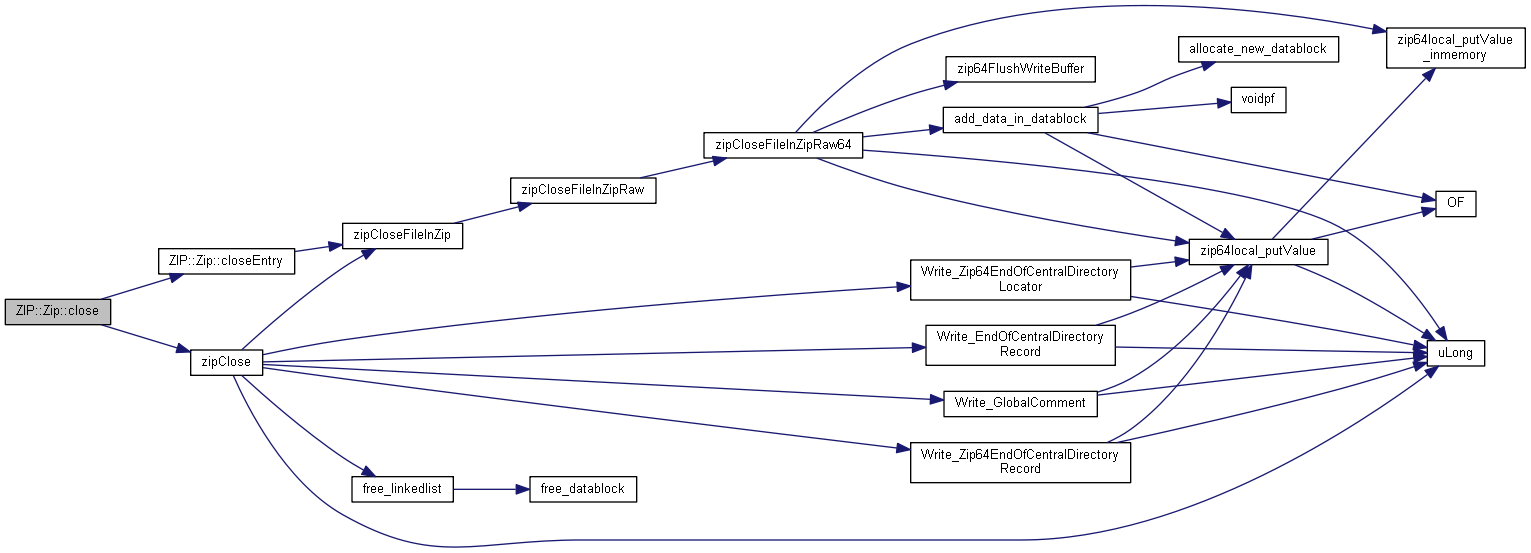 ZIP::Zip::close
ZIP::Zip::closeEntry
zipClose
zipCloseFileInZip
free_linkedlist
zipCloseFileInZipRaw
free_datablock
zipCloseFileInZipRaw64
zip64FlushWriteBuffer
add_data_in_datablock
Write_Zip64EndOfCentralDirectory
Locator
Write_EndOfCentralDirectory
Record
Write_GlobalComment
Write_Zip64EndOfCentralDirectory
Record
allocate_new_datablock
voidpf
zip64local_putValue
zip64local_putValue
_inmemory
OF
uLong